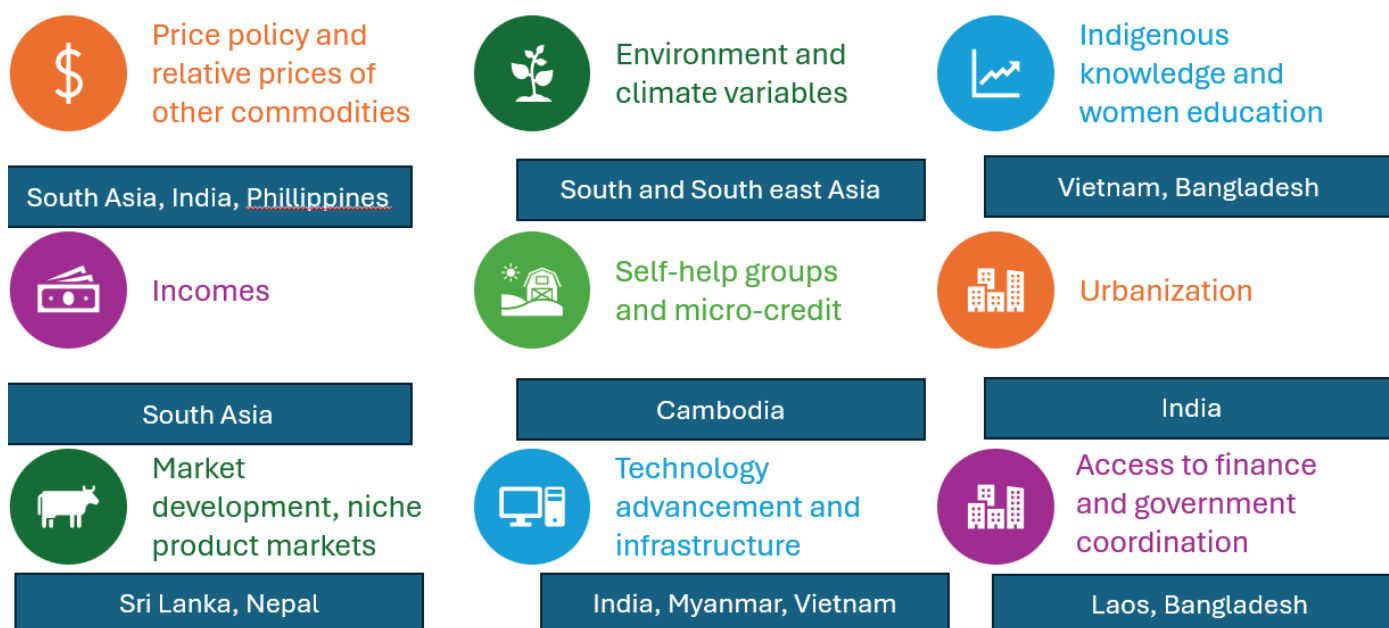 Price policy and
relative prices of
other commodities
South Asia, India, Phillippines
Environment and
climate variables
South and South east Asia
Indigenous
knowledge and
women education
Vietnam, Bangladesh
Incomes
South Asia
Self-help groups
and micro-credit
Cambodia
Urbanization
India
Market
development, niche
product markets
Sri Lanka, Nepal
Technology
advancement and
infrastructure
India, Myanmar, Vietnam
Access to finance
and government
coordination
Laos, Bangladesh